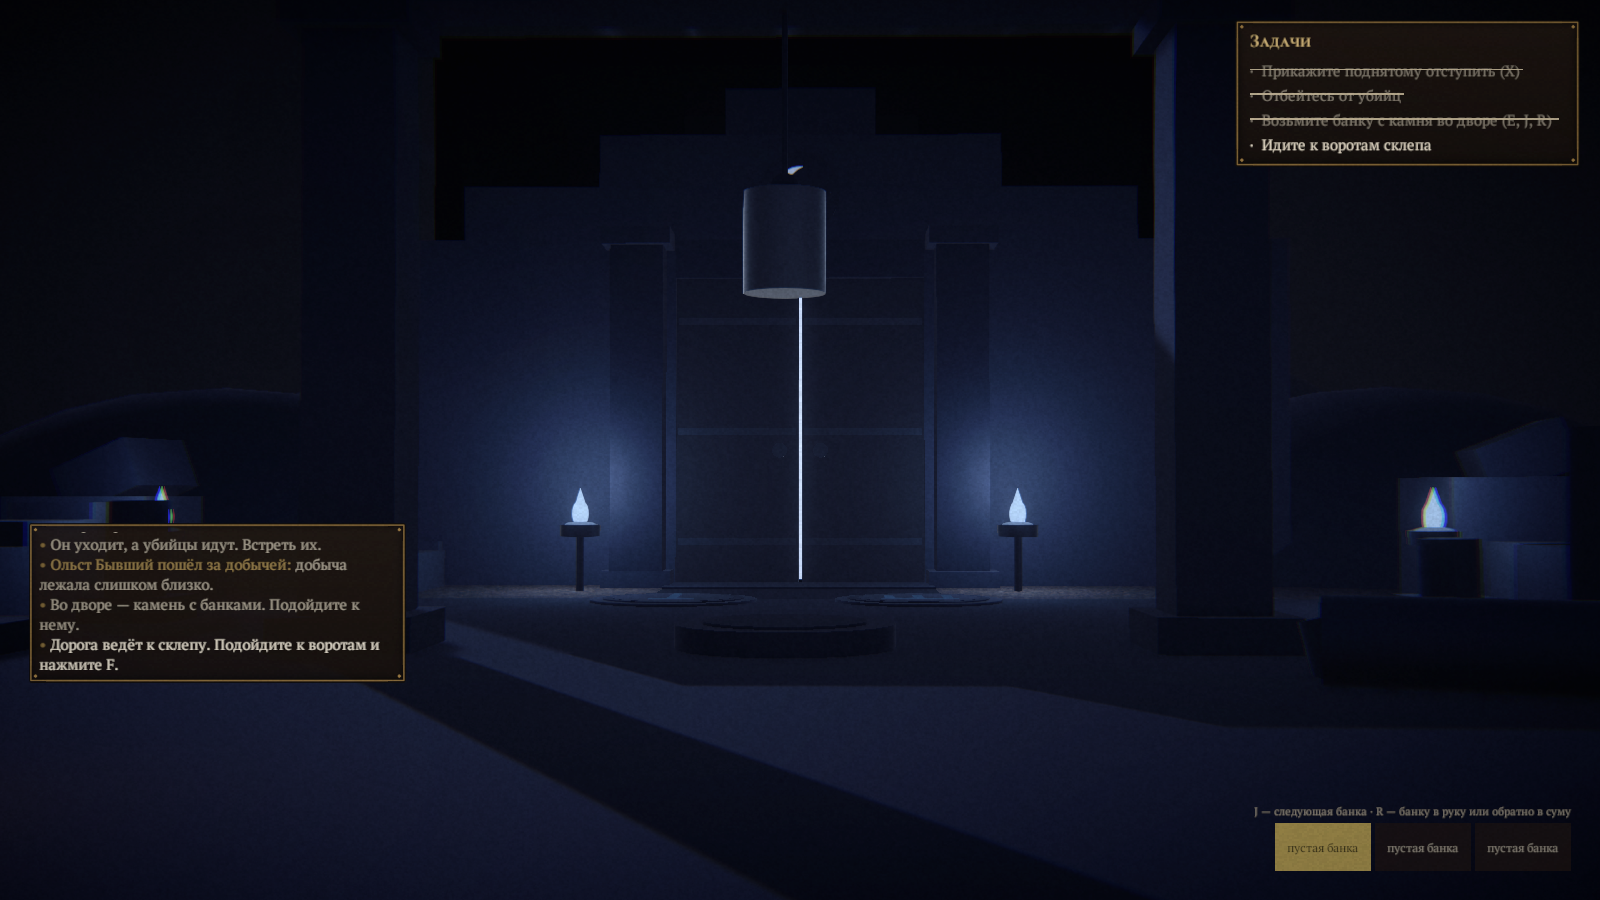 Задачи
· Прикажите поднятому отступить (X)
· Отбейтесь от убийц
· Возьмите банку с камня во дворе (E, J, R)
· Идите к воротам склепа
• Он уходит, а убийцы идут. Встреть их.
• Ольст Бывший пошёл за добычей: добыча
лежала слишком близко.
• Во дворе — камень с банками. Подойдите к
нему.
• Дорога ведёт к склепу. Подойдите к воротам и
нажмите F.
J — следующая банка · R — банку в руку или обратно в суму
пустая банка пустая банка пустая банка